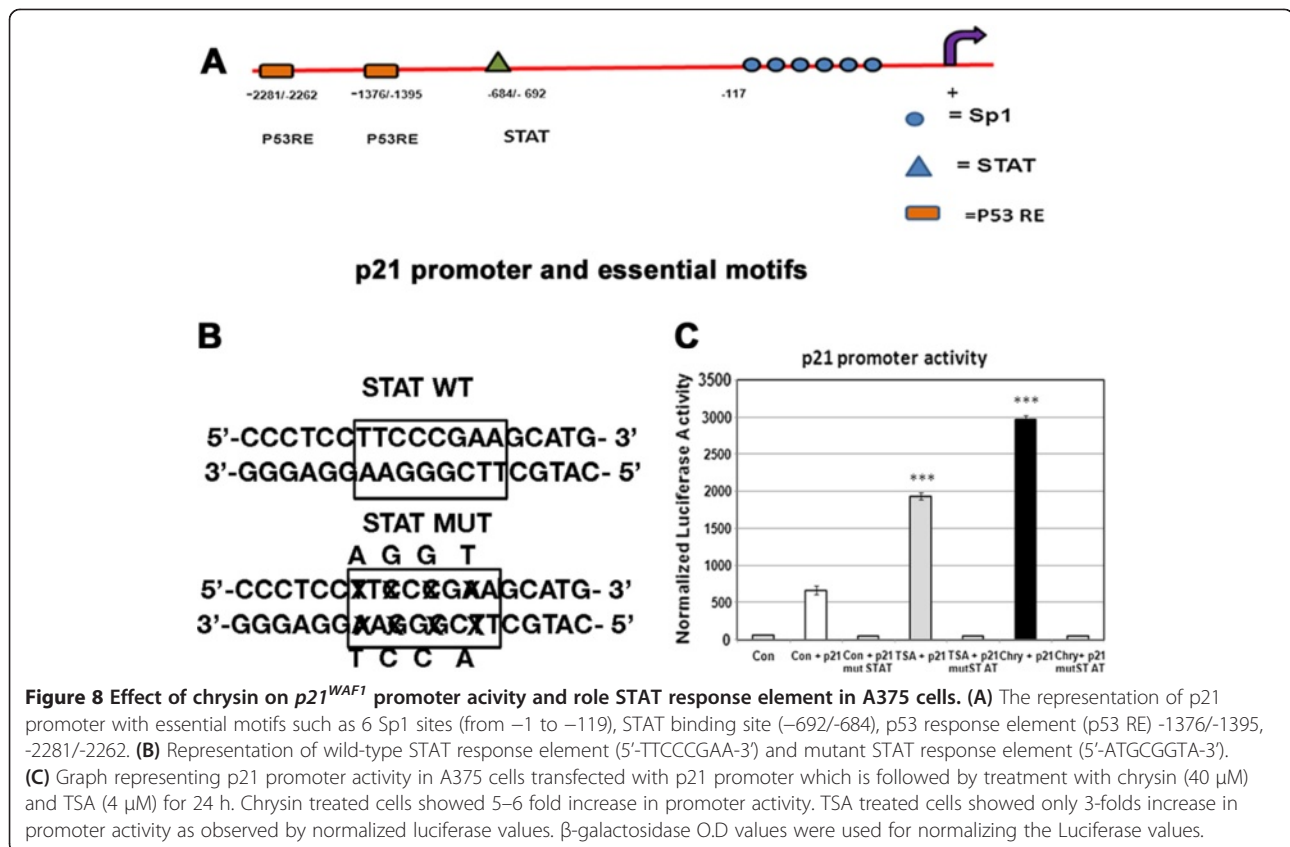 A
-2281/-2262
-1376/-1395
-684/- 692
-117
+
P53RE
P53RE
STAT
= Sp1
= STAT
=P53 RE
p21 promoter and essential motifs
B
STAT WT
5’-CCCTCCTTCCCGAAGCATG- 3’
3’-GGGAGGAAGGGCTTCGTAC- 5’
STAT MUT
A G G T
5’-CCCTCCTTCCCGAAGCATG- 3’
3’-GGGAGGAAGGGCTTCGTAC- 5’
T C C A
C
p21 promoter activity
Normalized Luciferase Activity
3500
3000
2500
2000
1500
1000
500
0
***
***
Con
Con + p21
Con + p21 mut STAT
TSA + p21
TSA + p21 mutSTAT
Chry + p21
Chry+ p21 mutSTAT
Figure 8 Effect of chrysin on p21WAF1 promoter acivity and role STAT response element in A375 cells. (A) The representation of p21
promoter with essential motifs such as 6 Sp1 sites (from −1 to −119), STAT binding site (−692/-684), p53 response element (p53 RE) -1376/-1395,
-2281/-2262. (B) Representation of wild-type STAT response element (5’-TTCCCGAA-3’) and mutant STAT response element (5’-ATGCGGTA-3’).
(C) Graph representing p21 promoter activity in A375 cells transfected with p21 promoter which is followed by treatment with chrysin (40 μM)
and TSA (4 μM) for 24 h. Chrysin treated cells showed 5–6 fold increase in promoter activity. TSA treated cells showed only 3-folds increase in
promoter activity as observed by normalized luciferase values. β-galactosidase O.D values were used for normalizing the Luciferase values.